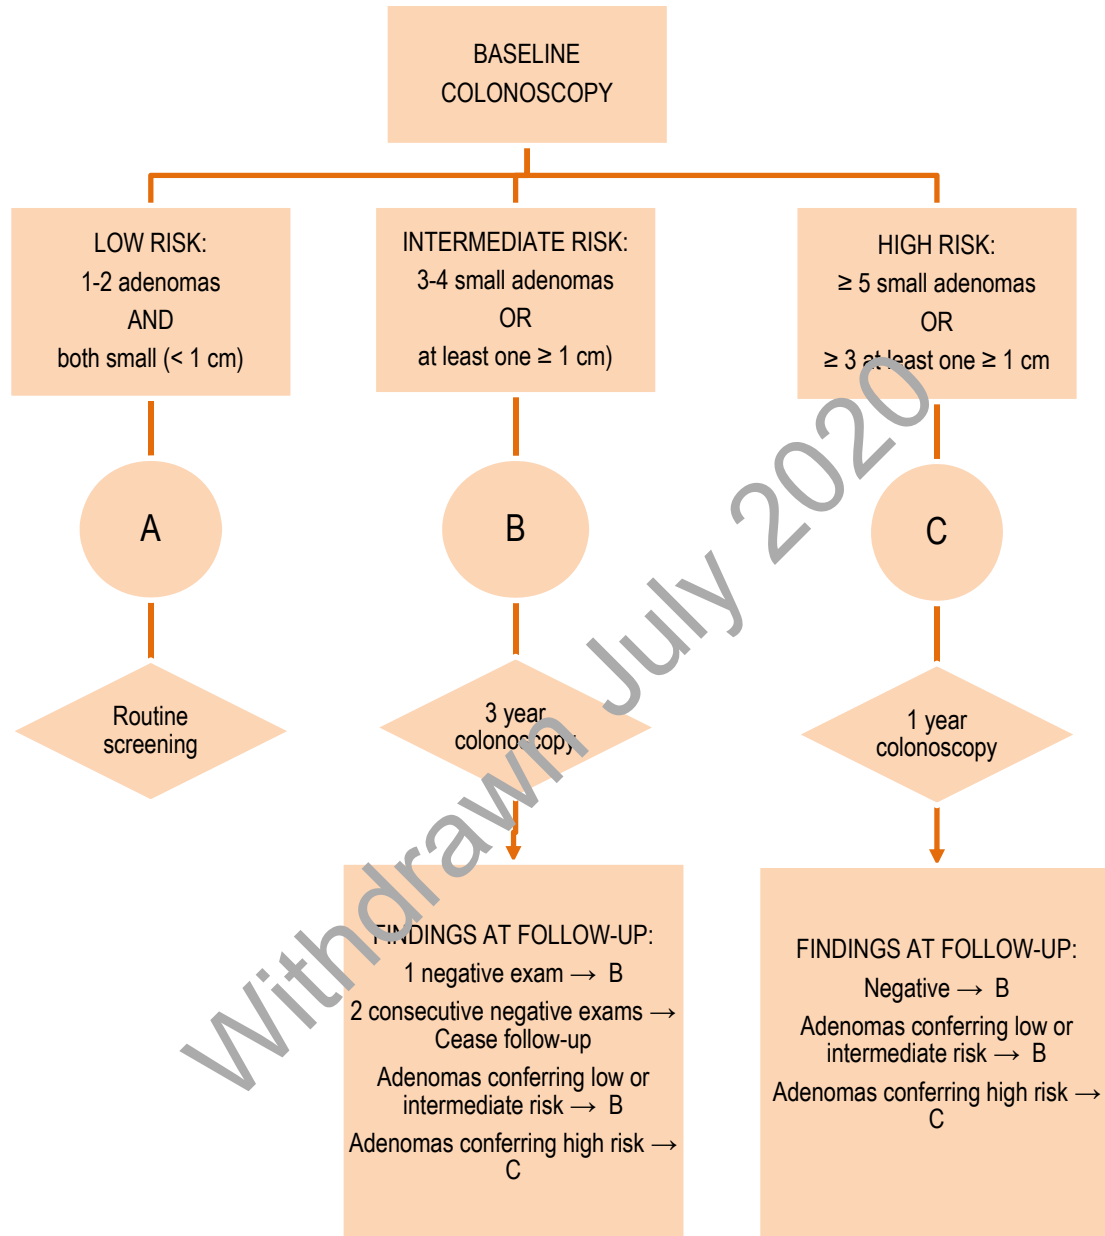 BASELINE
COLONOSCOPY
LOW RISK:
1-2 adenomas
AND
both small (< 1 cm)
INTERMEDIATE RISK:
3-4 small adenomas
OR
at least one ≥ 1 cm)
HIGH RISK:
≥ 5 small adenomas
OR
≥ 3 at least one ≥ 1 cm
A
B
C
Routine
screening
3 year
colonoscopy
1 year
colonoscopy
FINDINGS AT FOLLOW-UP:
1 negative exam → B
2 consecutive negative exams →
Cease follow-up
Adenomas conferring low or
intermediate risk → B
Adenomas conferring high risk →
C
FINDINGS AT FOLLOW-UP:
Negative → B
Adenomas conferring low or
intermediate risk → B
Adenomas conferring high risk →
C
Withdrawn July 2020